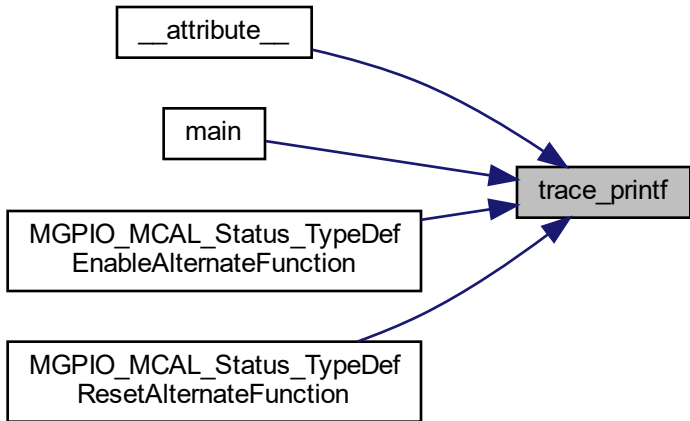 __attribute__
main
trace_printf
MGPIO_MCAL_Status_TypeDef
EnableAlternateFunction
MGPIO_MCAL_Status_TypeDef
ResetAlternateFunction